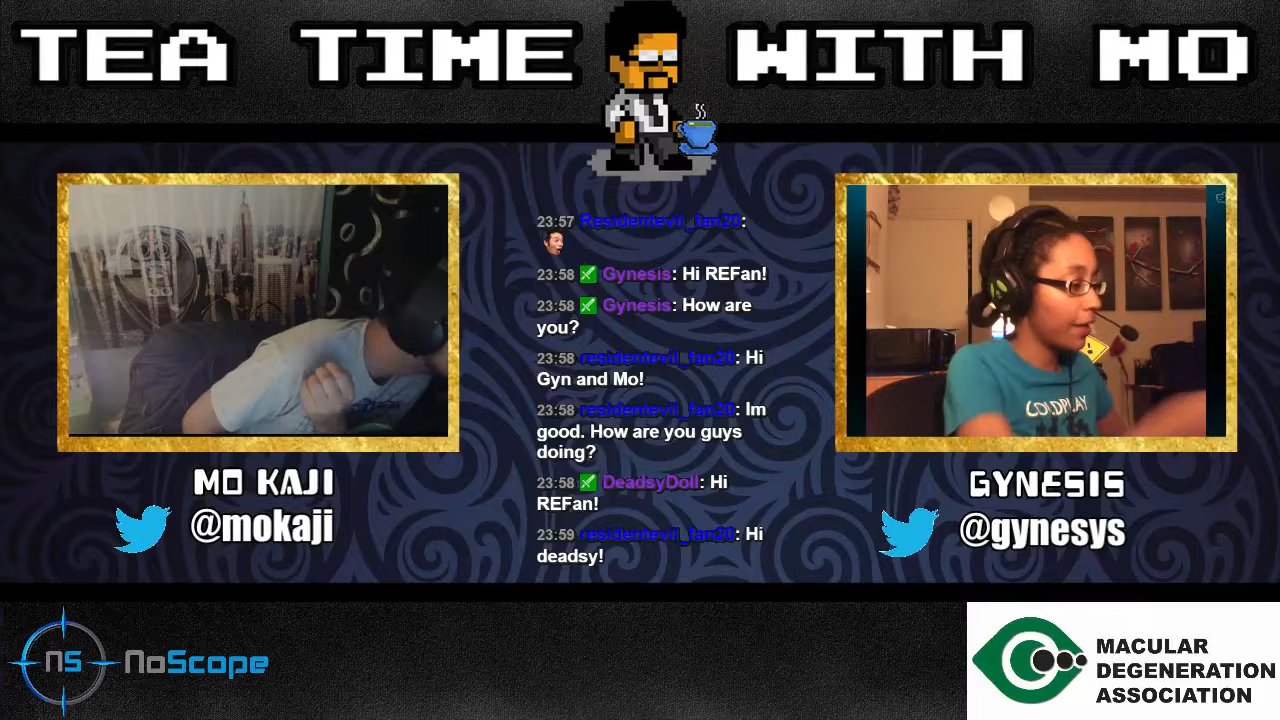 TEA TIME WITH MO
23:57 Residentevil_fan20:
23:58 Gynesis: Hi REFan!
23:58 Gynesis: How are
you?
23:58 residentevil_fan20: Hi
Gyn and Mo!
23:58 residentevil_fan20: Im
good. How are you guys
doing?
23:58 DeadsyDoll: Hi
REFan!
23:59 residentevil_fan20: Hi
deadsy!
COLDPLAY
MO KAJI
@mokaji
GYNESIS
@gynesys
NS NoScope
MACULAR
DEGENERATION
ASSOCIATION